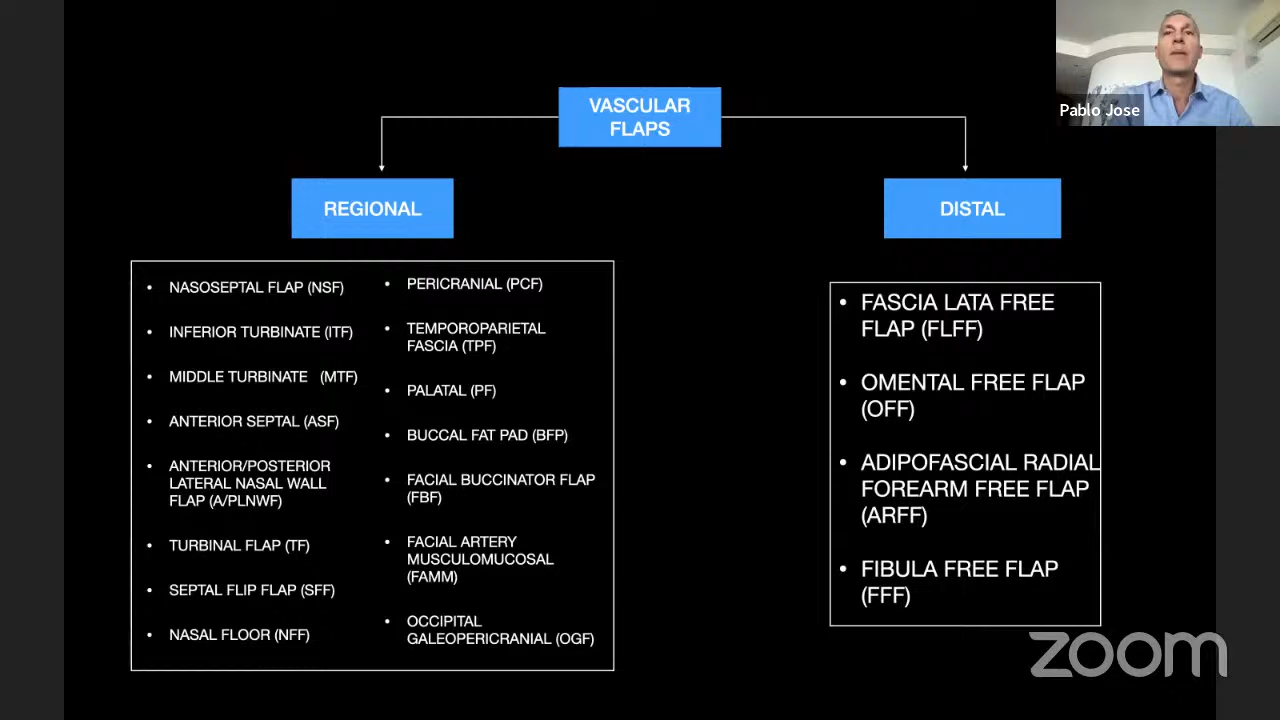 VASCULAR
FLAPS
Pablo Jose
REGIONAL
DISTAL
• NASOSEPTAL FLAP (NSF)
• INFERIOR TURBINATE (ITF)
• MIDDLE TURBINATE (MTF)
• ANTERIOR SEPTAL (ASF)
• ANTERIOR/POSTERIOR
LATERAL NASAL WALL
FLAP (A/PLNWF)
• TURBINAL FLAP (TF)
• SEPTAL FLIP FLAP (SFF)
• NASAL FLOOR (NFF)
• PERICRANIAL (PCF)
• TEMPOROPARIETAL
FASCIA (TPF)
• PALATAL (PF)
• BUCCAL FAT PAD (BFP)
• FACIAL BUCCINATOR FLAP
(FBF)
• FACIAL ARTERY
MUSCULOMUCOSAL
(FAMM)
• OCCIPITAL
GALEOPERICRANIAL (OGF)
• FASCIA LATA FREE
FLAP (FLFF)
• OMENTAL FREE FLAP
(OFF)
• ADIPOFASCIAL RADIAL
FOREARM FREE FLAP
(ARFF)
• FIBULA FREE FLAP
(FFF)
zoom